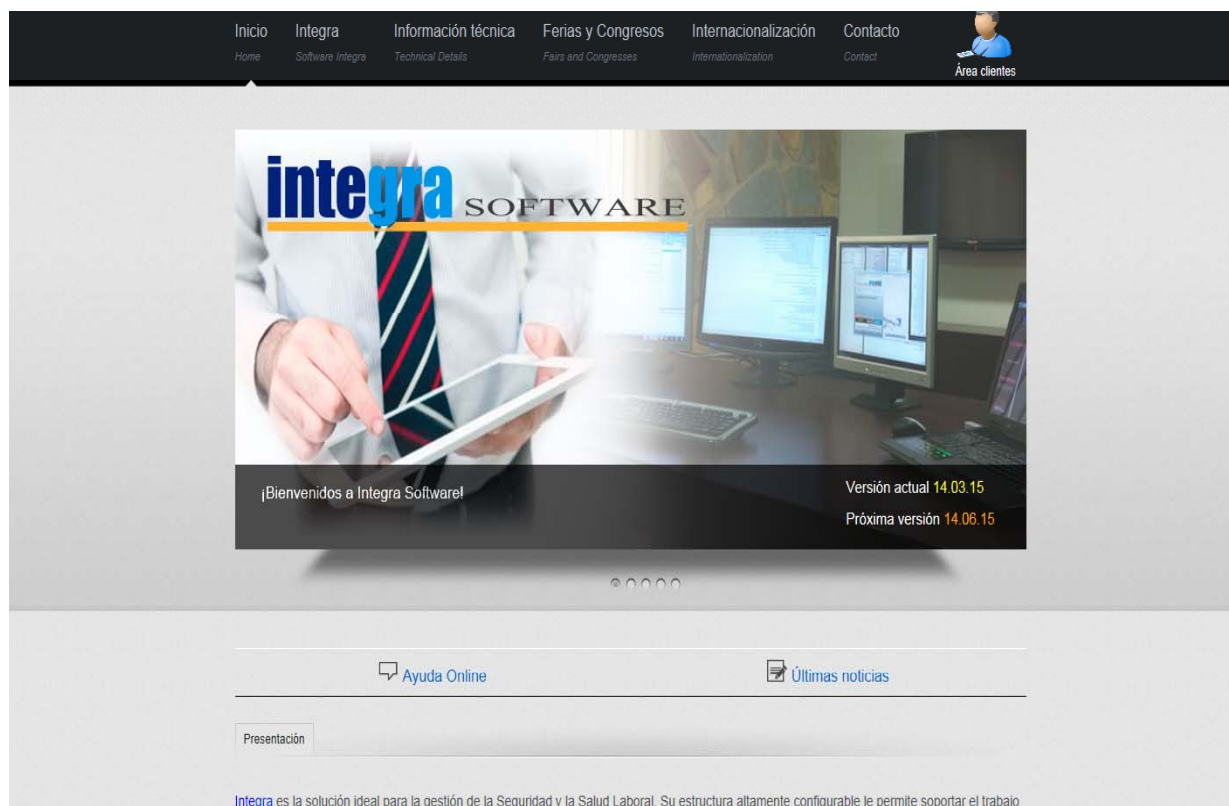 Inicio Integra Información técnica Ferias y Congresos Internacionalización Contacto
Home Software Integra Technical Details Fairs and Congresses Internationalization Contact
Área clientes
integra SOFTWARE
¡Bienvenidos a Integra Software!
Versión actual 14.03.15
Próxima versión 14.06.15
Ayuda Online Últimas noticias
Presentación
Integra es la solución ideal para la gestión de la Seguridad y la Salud Laboral. Su estructura altamente configurable le permite soportar el trabajo